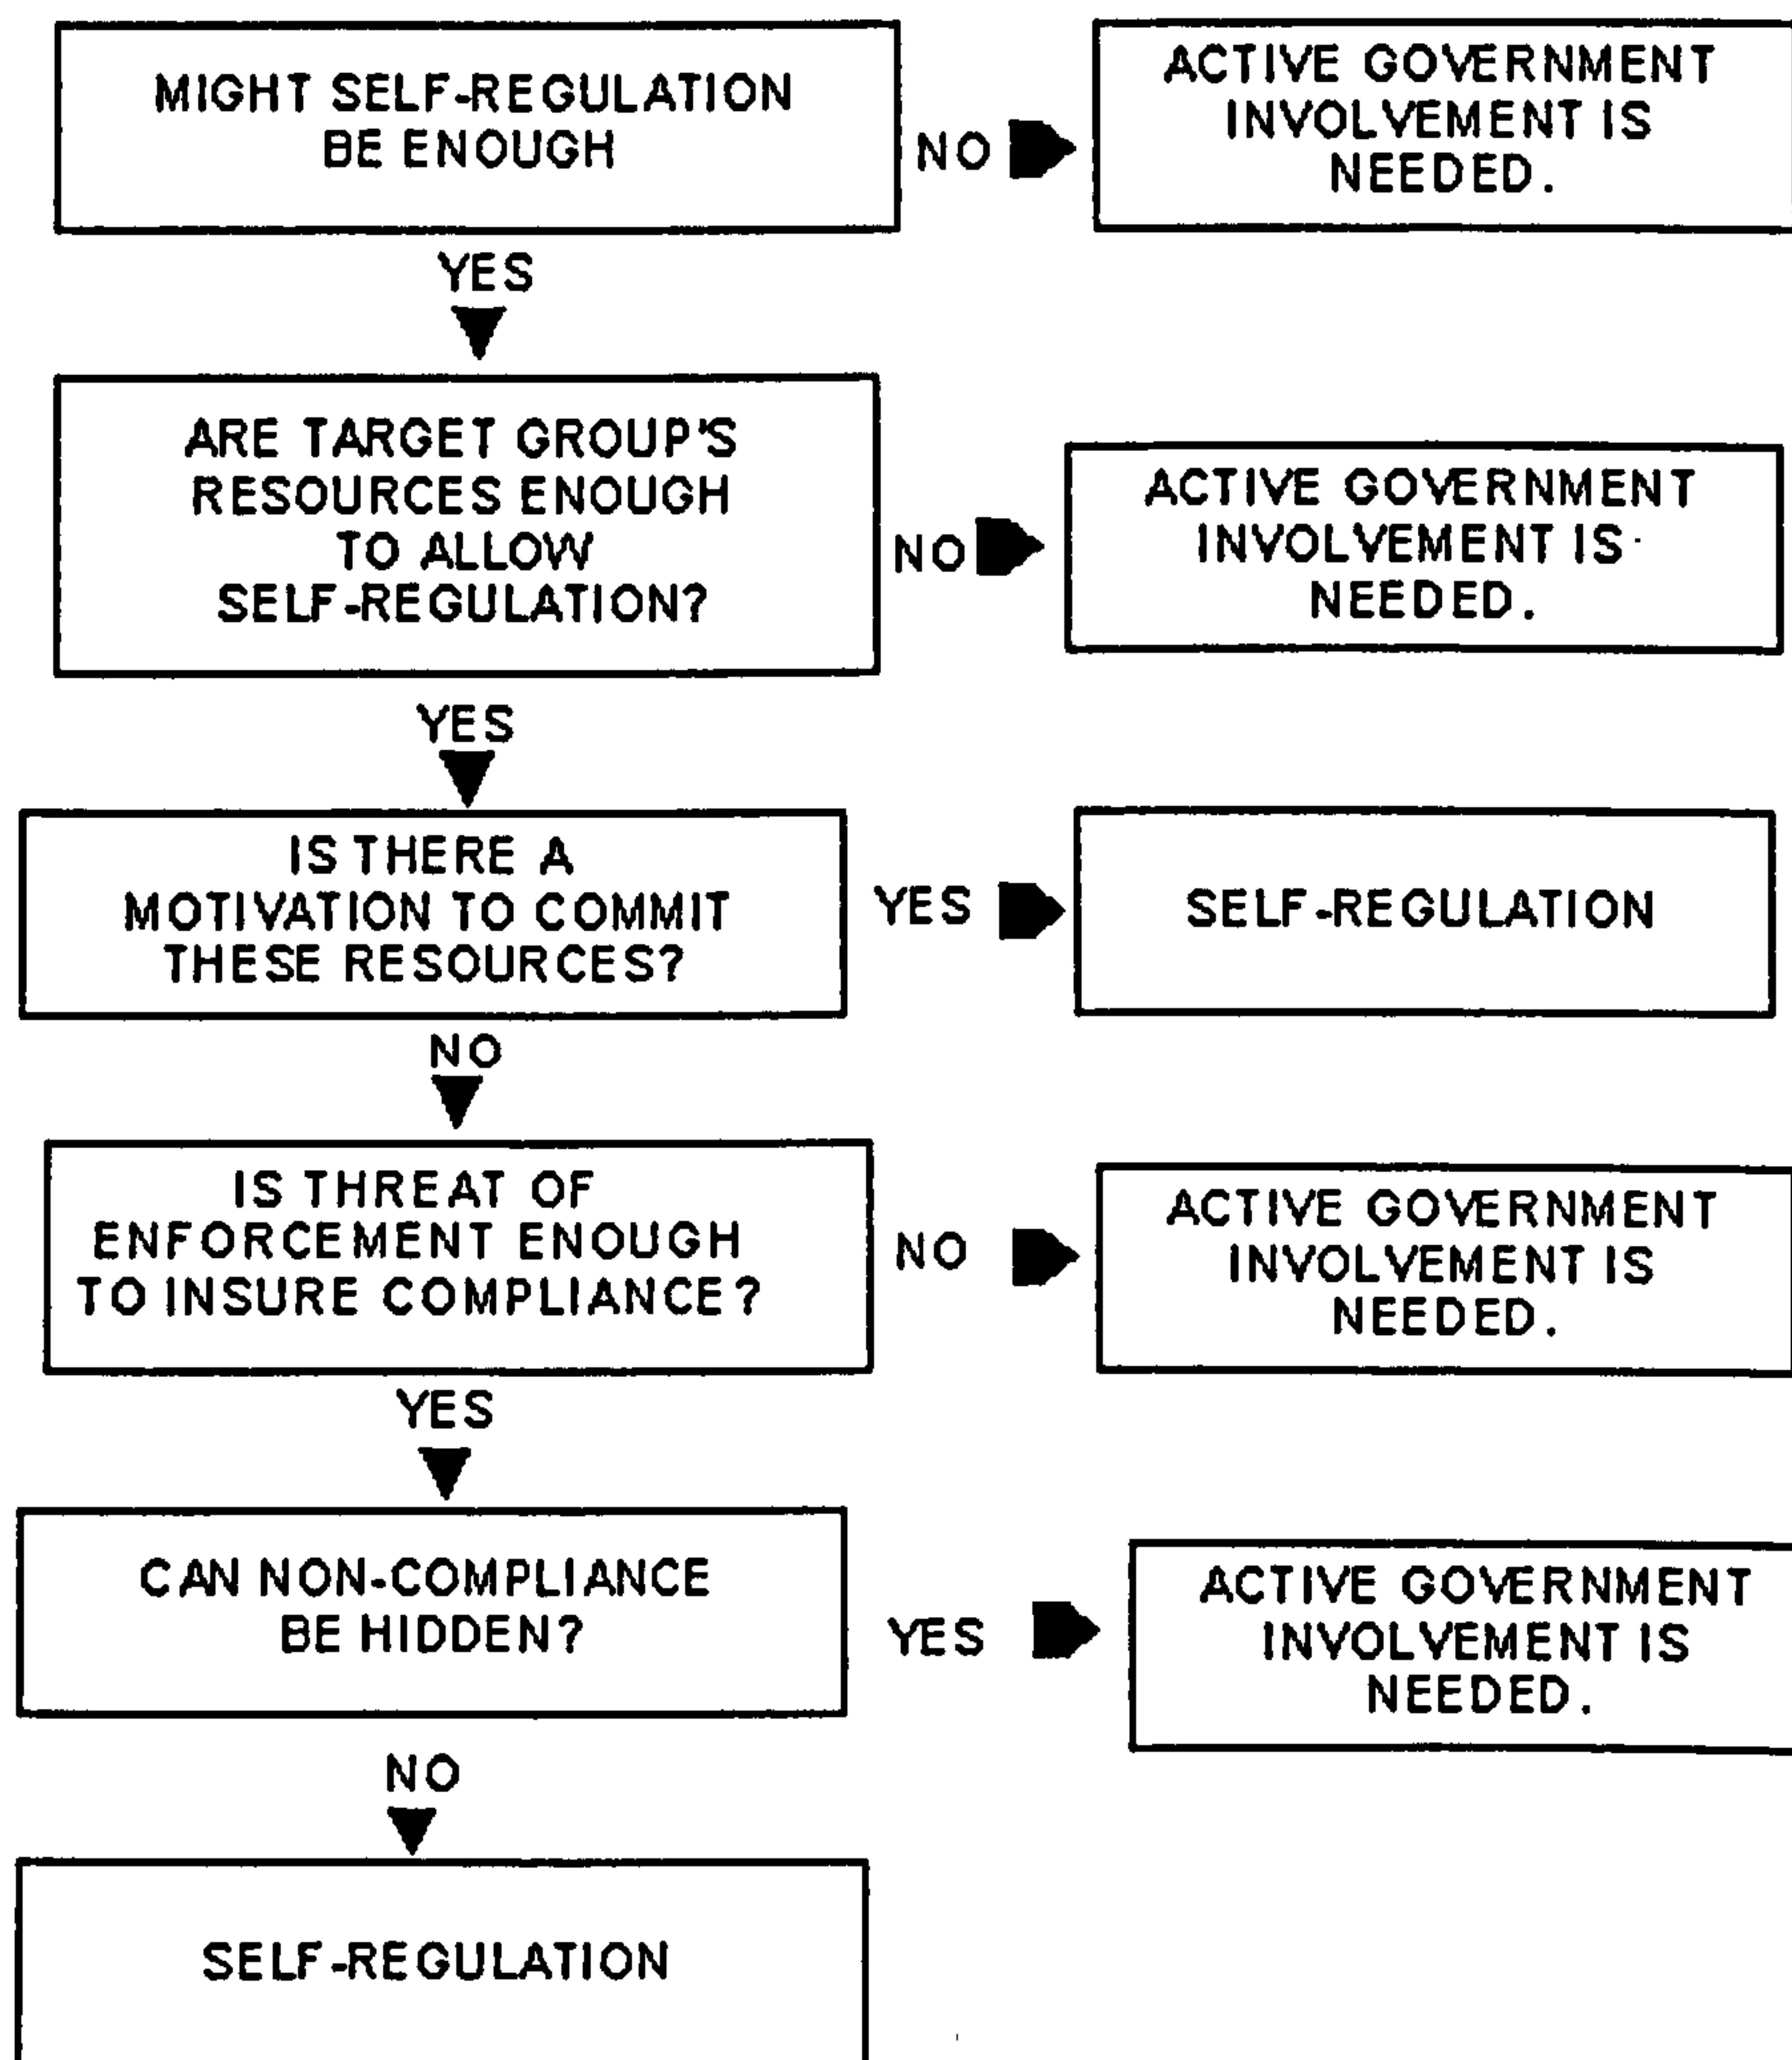 MIGHT SELF-REGULATION
BE ENOUGH
NO
ACTIVE GOVERNMENT
INVOLVEMENT IS
NEEDED.
YES
ARE TARGET GROUP'S
RESOURCES ENOUGH
TO ALLOW
SELF-REGULATION?
NO
ACTIVE GOVERNMENT
INVOLVEMENT IS
NEEDED.
YES
IS THERE A
MOTIVATION TO COMMIT
THESE RESOURCES?
YES
SELF-REGULATION
NO
IS THREAT OF
ENFORCEMENT ENOUGH
TO INSURE COMPLIANCE?
NO
ACTIVE GOVERNMENT
INVOLVEMENT IS
NEEDED.
YES
CAN NON-COMPLIANCE
BE HIDDEN?
YES
ACTIVE GOVERNMENT
INVOLVEMENT IS
NEEDED.
NO
SELF-REGULATION